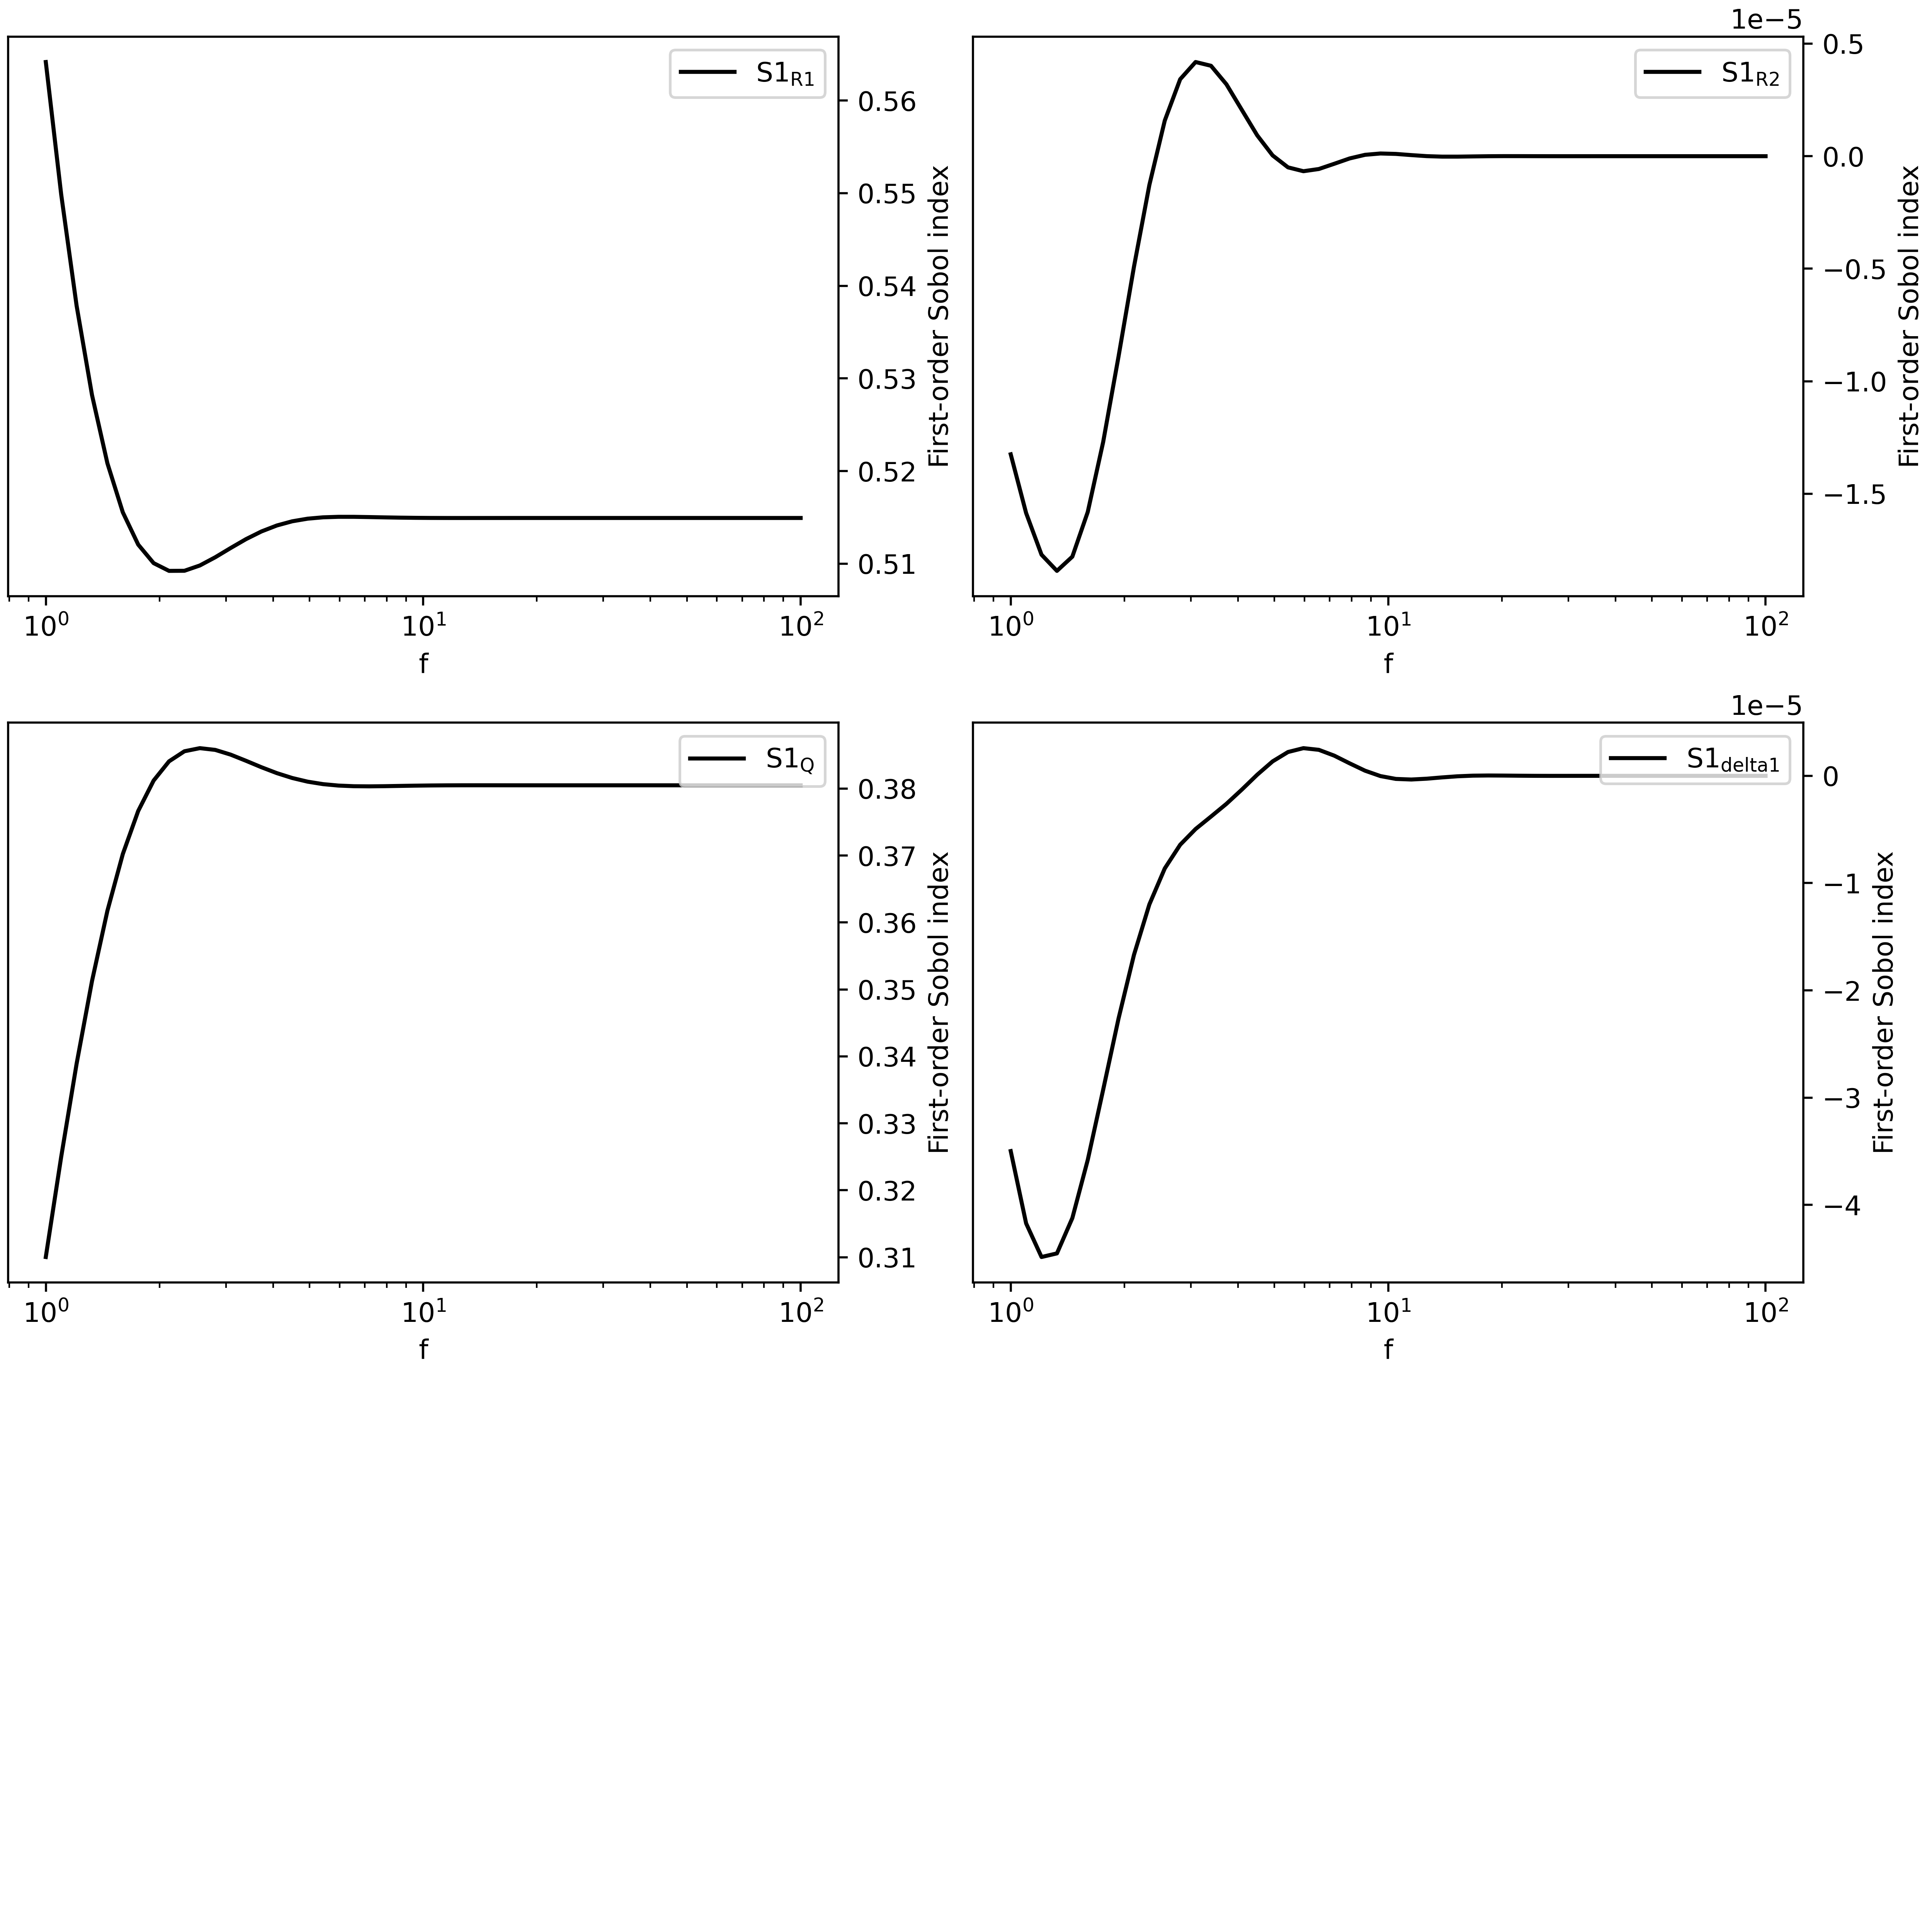 S1R1
0.56
0.55
0.54
0.53
0.52
0.51
First-order Sobol index
10⁰ 10¹ 10²
f
1e−5
S1R2
0.5
0.0
−0.5
−1.0
−1.5
First-order Sobol index
10⁰ 10¹ 10²
f
S1Q
0.38
0.37
0.36
0.35
0.34
0.33
0.32
0.31
First-order Sobol index
10⁰ 10¹ 10²
f
1e−5
S1delta1
0
−1
−2
−3
−4
First-order Sobol index
10⁰ 10¹ 10²
f